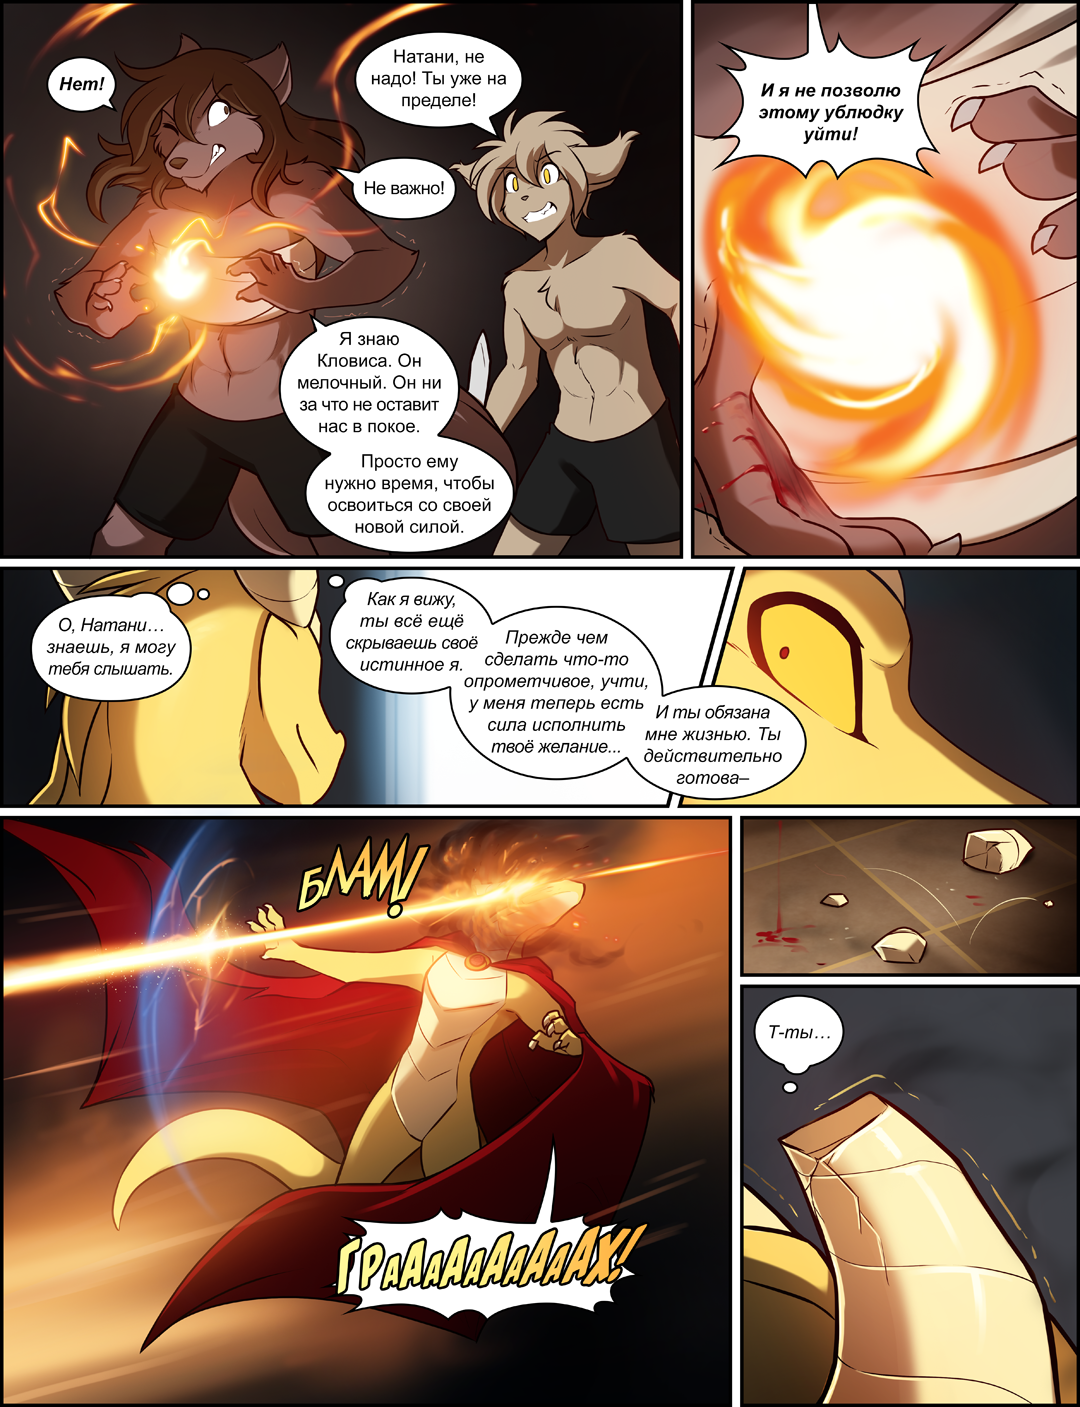 Нет!
Натани, не
надо! Ты уже на
пределе!
Не важно!
Я знаю
Кловиса. Он
мелочный. Он ни
за что не оставит
нас в покое.
Просто ему
нужно время, чтобы
освоиться со своей
новой силой.
И я не позволю
этому ублюдку
уйти!
О, Натани...
знаешь, я могу
тебя слышать.
Как я вижу,
ты всё ещё
скрываешь своё
истинное я.
Прежде чем
сделать что-то
опрометчивое, учти,
у меня теперь есть
сила исполнить
твоё желание...
И ты обязана
мне жизнью. Ты
действительно
готова–
БЛАМ!
ГРАААААААААХ!
Т-ты...